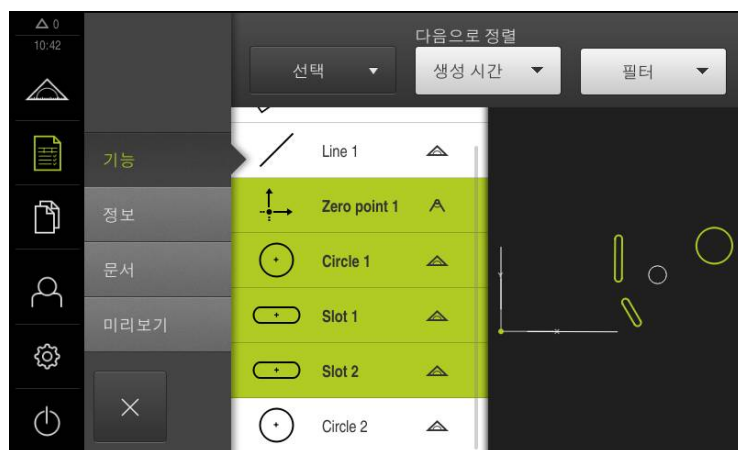 0
10:42
다음으로 정렬
선택
생성 시간
필터
기능
정보
문서
미리보기
Line 1
Zero point 1
Circle 1
Slot 1
Slot 2
Circle 2